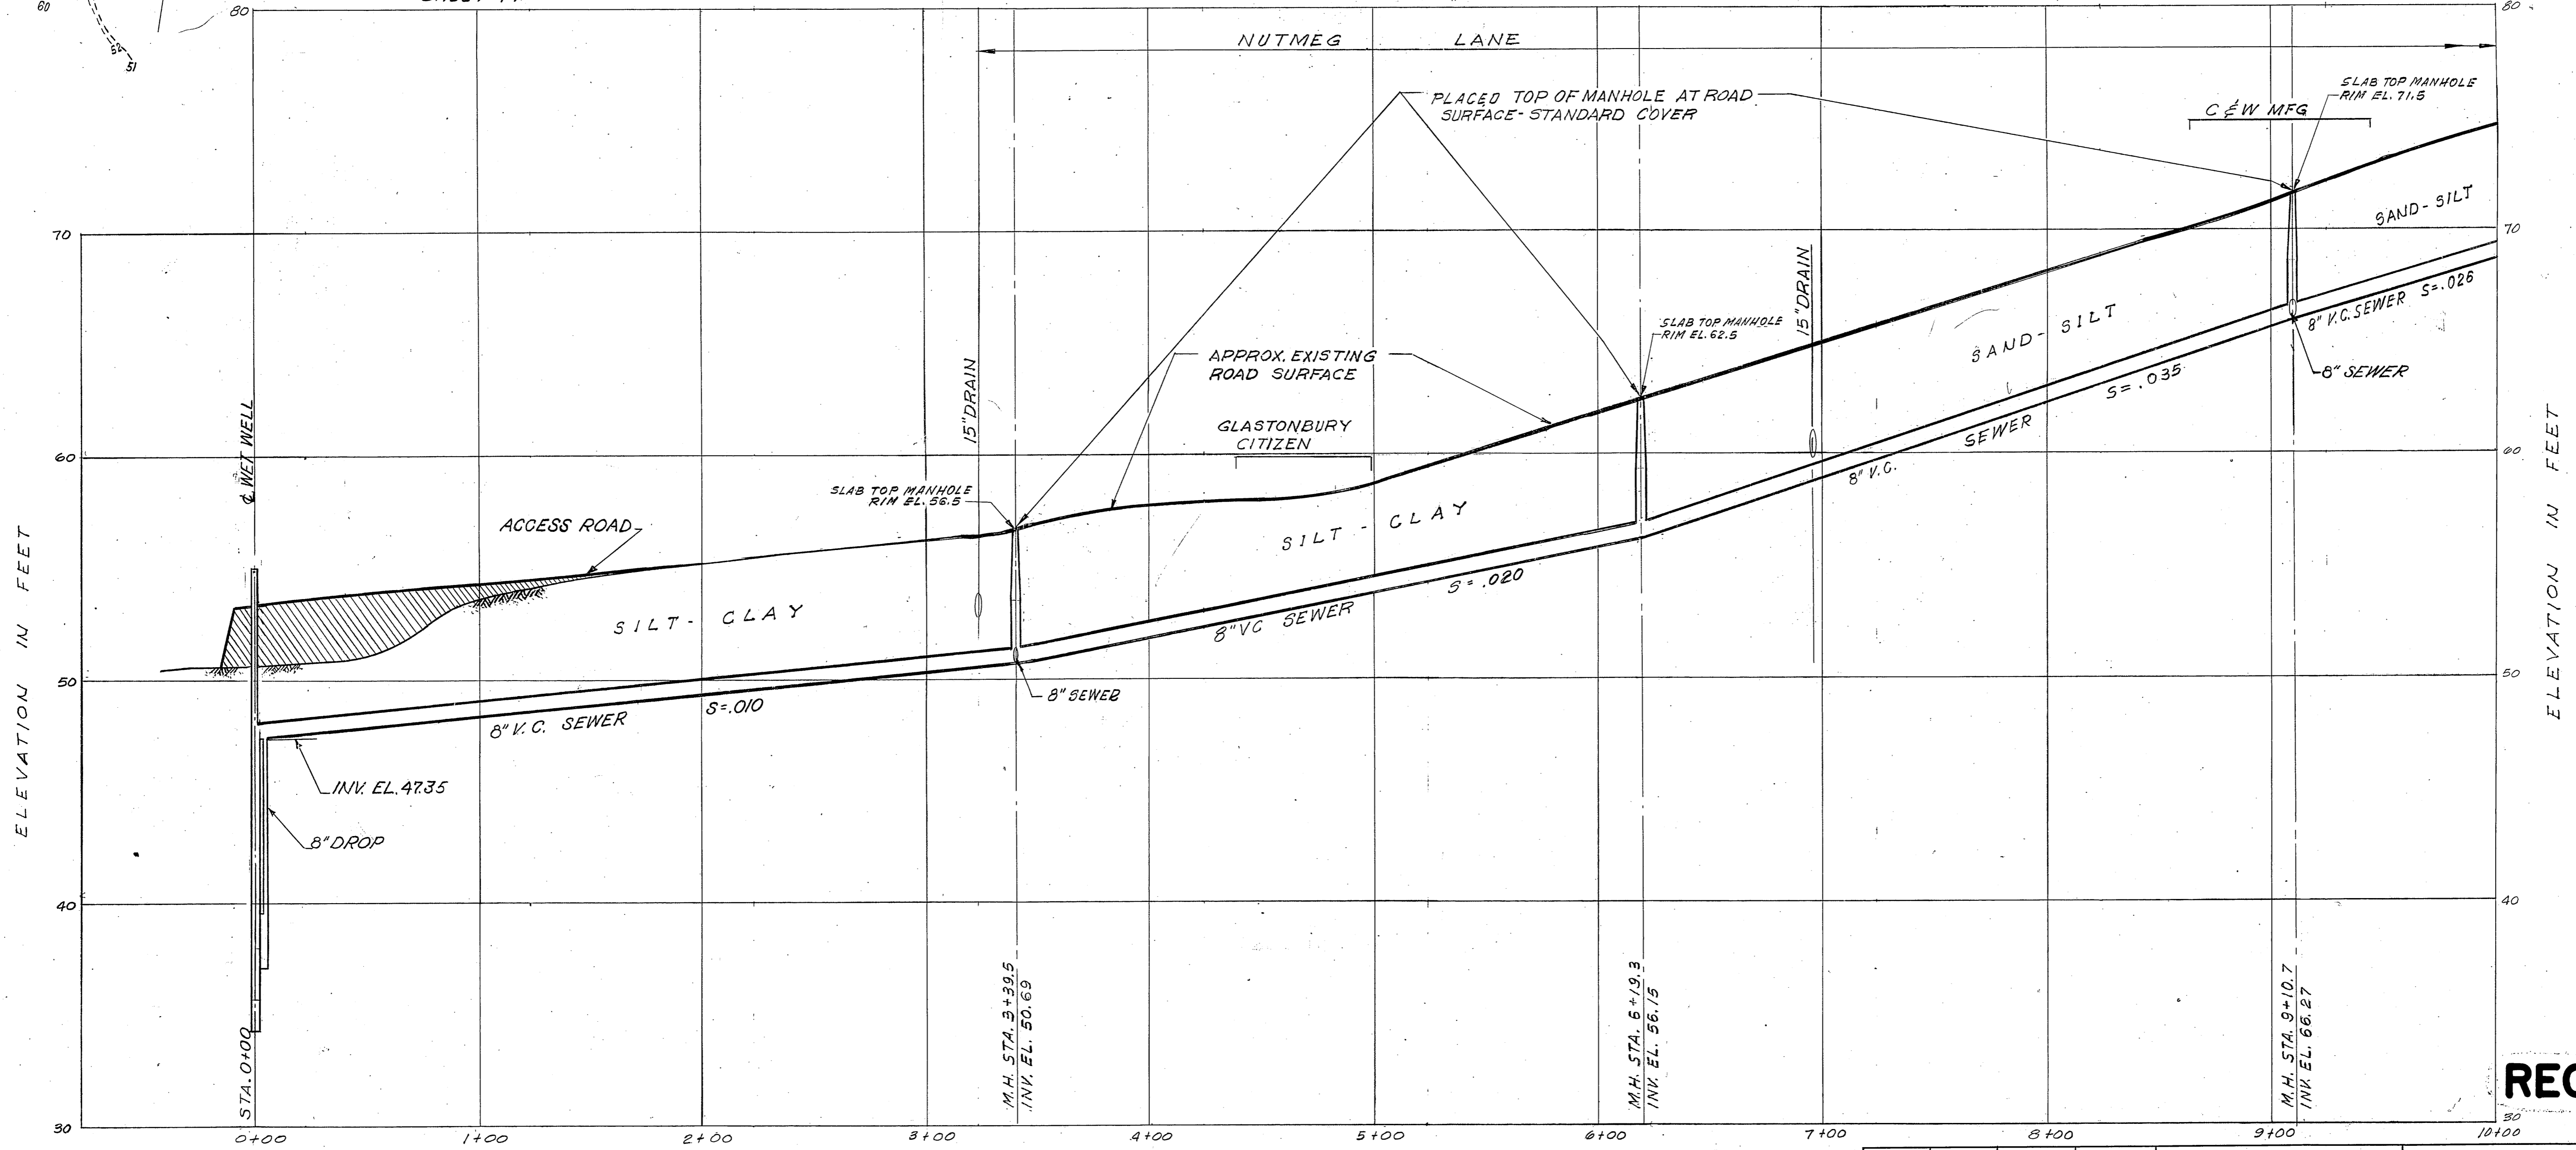 60
52
51
80
80
NUTMEG LANE
PLACED TOP OF MANHOLE AT ROAD
SURFACE-STANDARD COVER
SLAB TOP MANHOLE
RIM EL. 71.5
C & W MFG
70
70
SAND-SILT
15" DRAIN
SLAB TOP MANHOLE
RIM EL. 62.5
SAND-SILT
8" V.C. SEWER S=.026
8" SEWER
APPROX. EXISTING
ROAD SURFACE
15" DRAIN
S=.035
SEWER
8" V.C.
GLASTONBURY
CITIZEN
℄ WET WELL
60
60
SLAB TOP MANHOLE
RIM EL. 56.5
ACCESS ROAD
SILT - CLAY
S=.020
8" VC SEWER
SILT - CLAY
50
50
8" SEWER
8" V.C. SEWER
S=.010
INV. EL. 47.35
8" DROP
ELEVATION IN FEET
ELEVATION IN FEET
40
40
STA. 0+00
M.H. STA. 3+39.5
INV. EL. 50.69
M.H. STA. 6+19.3
INV. EL. 56.15
M.H. STA. 9+10.7
INV. EL. 66.27
REC
30
30
0+00 1+00 2+00 3+00 4+00 5+00 6+00 7+00 8+00 9+00 10+00